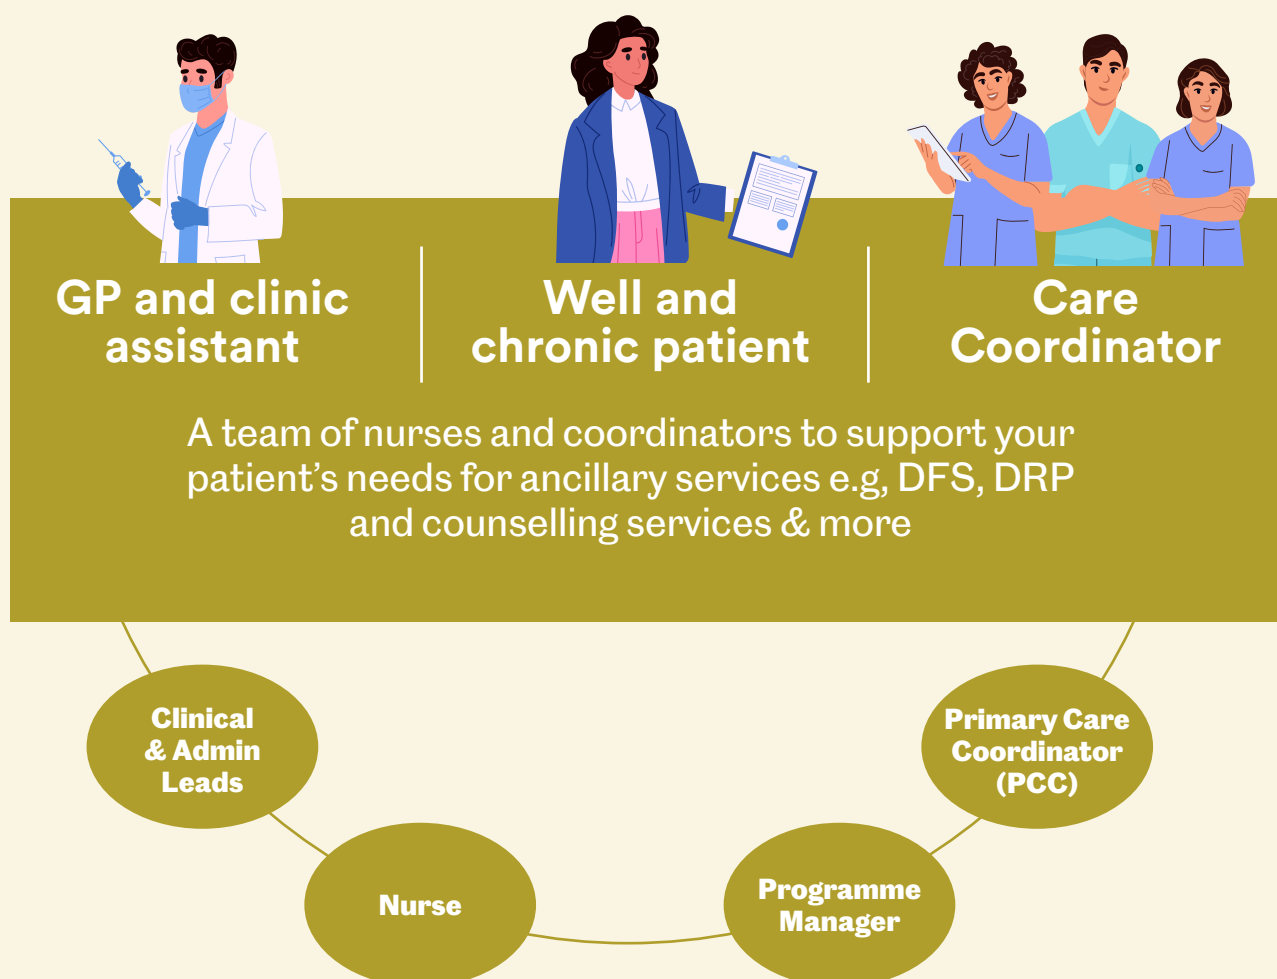 GP and clinic
assistant
Well and
chronic patient
Care
Coordinator
A team of nurses and coordinators to support your
patient’s needs for ancillary services e.g, DFS, DRP
and counselling services & more
Clinical
& Admin
Leads
Nurse
Programme
Manager
Primary Care
Coordinator
(PCC)